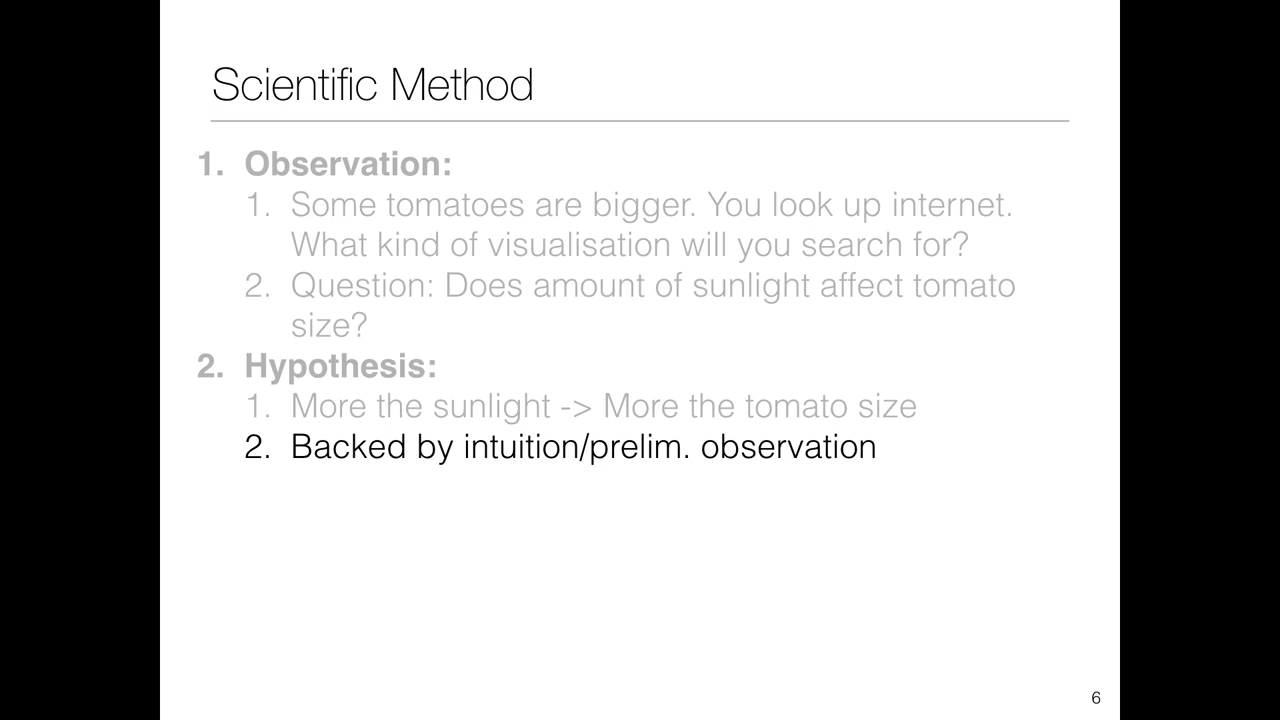 Scientific Method
1. Observation:
1. Some tomatoes are bigger. You look up internet.
What kind of visualisation will you search for?
2. Question: Does amount of sunlight affect tomato
size?
2. Hypothesis:
1. More the sunlight -> More the tomato size
2. Backed by intuition/prelim. observation
6